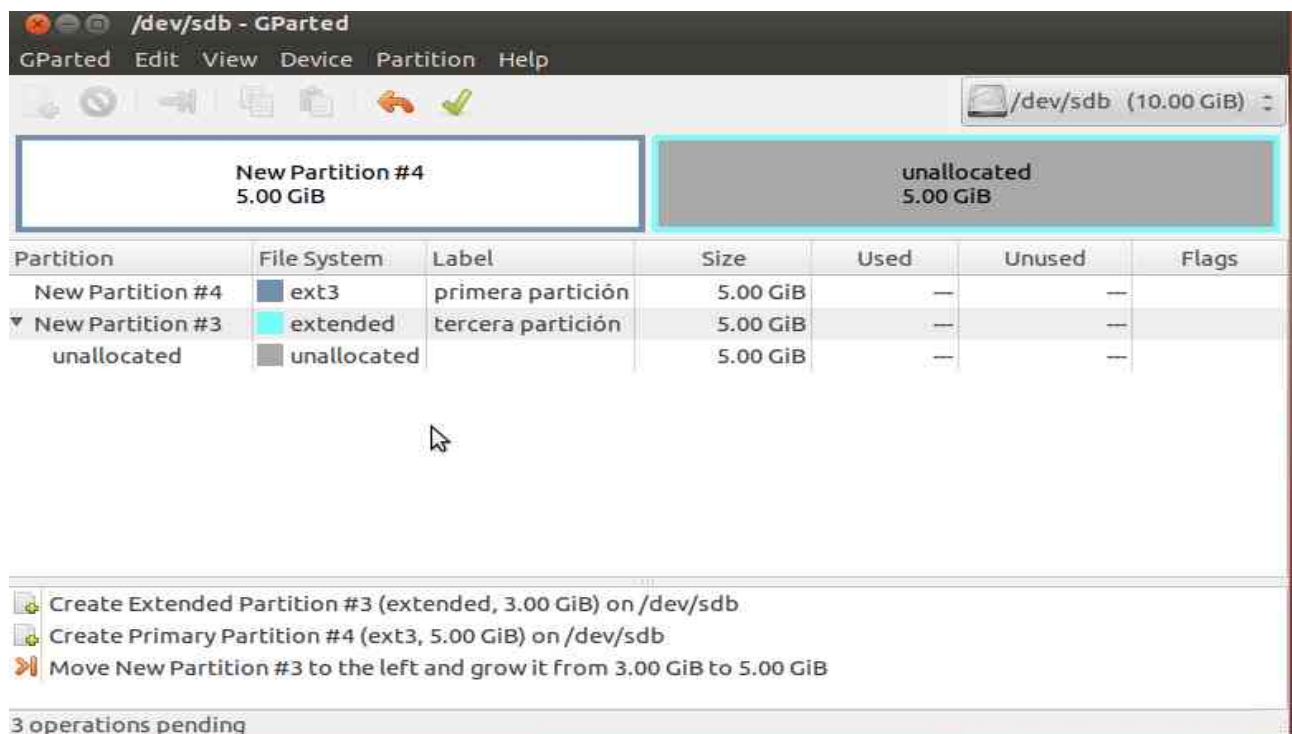 /dev/sdb - GParted
GParted Edit View Device Partition Help
/dev/sdb (10.00 GiB)
New Partition #4
5.00 GiB
unallocated
5.00 GiB
Partition File System Label Size Used Unused Flags
New Partition #4 ext3 primera partición 5.00 GiB --- ---
New Partition #3 extended tercera partición 5.00 GiB --- ---
unallocated unallocated 5.00 GiB --- ---
Create Extended Partition #3 (extended, 3.00 GiB) on /dev/sdb
Create Primary Partition #4 (ext3, 5.00 GiB) on /dev/sdb
Move New Partition #3 to the left and grow it from 3.00 GiB to 5.00 GiB
3 operations pending